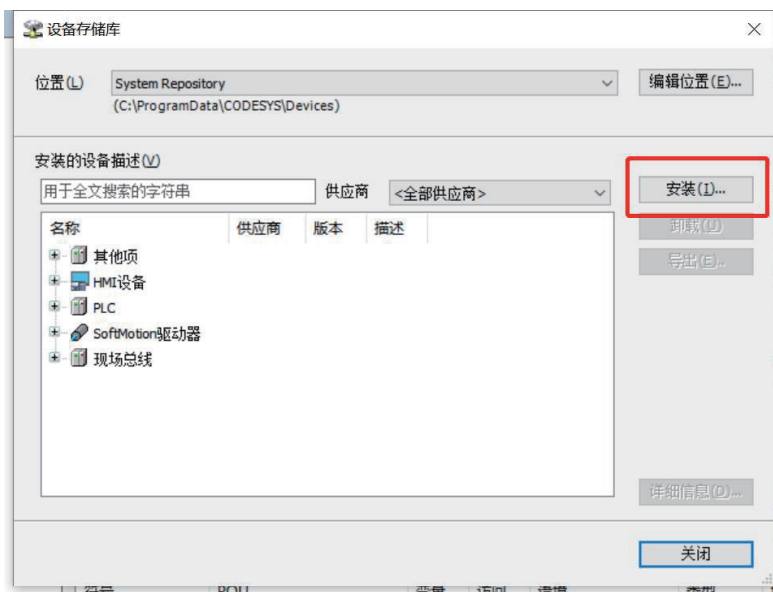 设备存储库
位置(L) System Repository 编辑位置(E)...
(C:\ProgramData\CODESYS\Devices)
安装的设备描述(V)
用于全文搜索的字符串 供应商 <全部供应商> 安装(I)...
名称 供应商 版本 描述 卸载(U)
其他项 导出(E)..
HMI设备
PLC
SoftMotion驱动器
现场总线
详细信息(D)...
关闭